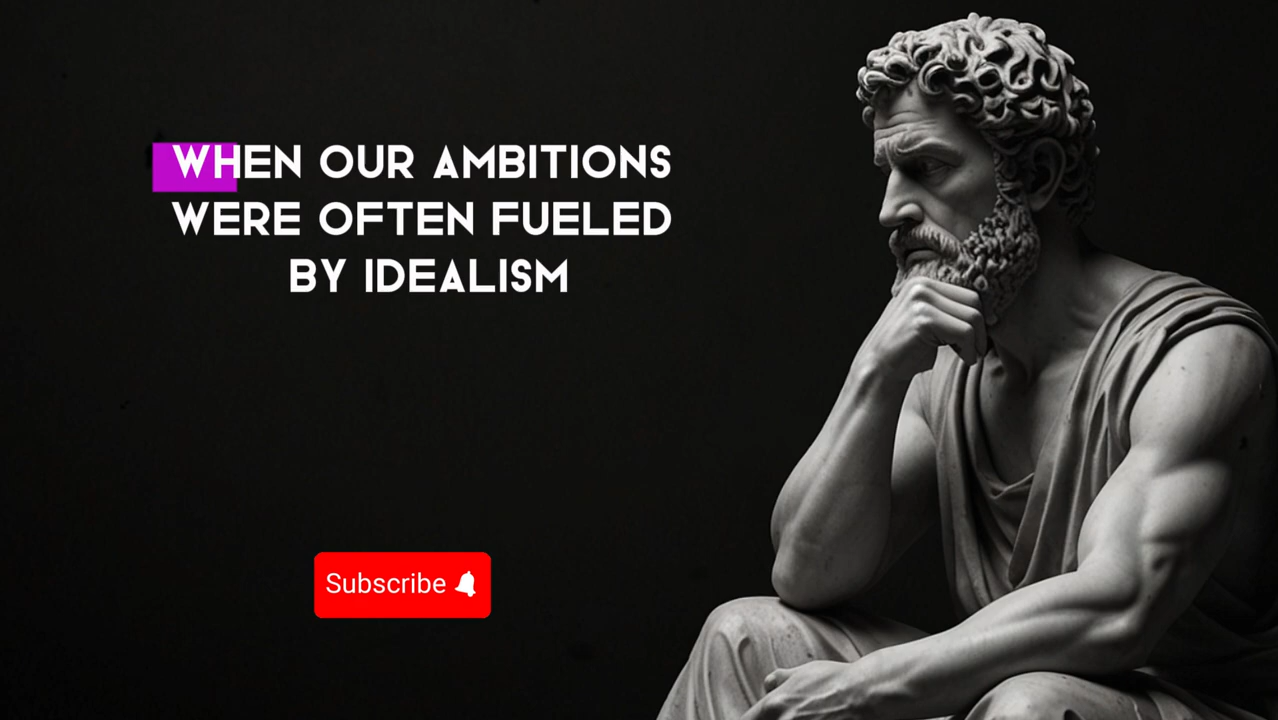 WHEN OUR AMBITIONS
WERE OFTEN FUELED
BY IDEALISM
Subscribe